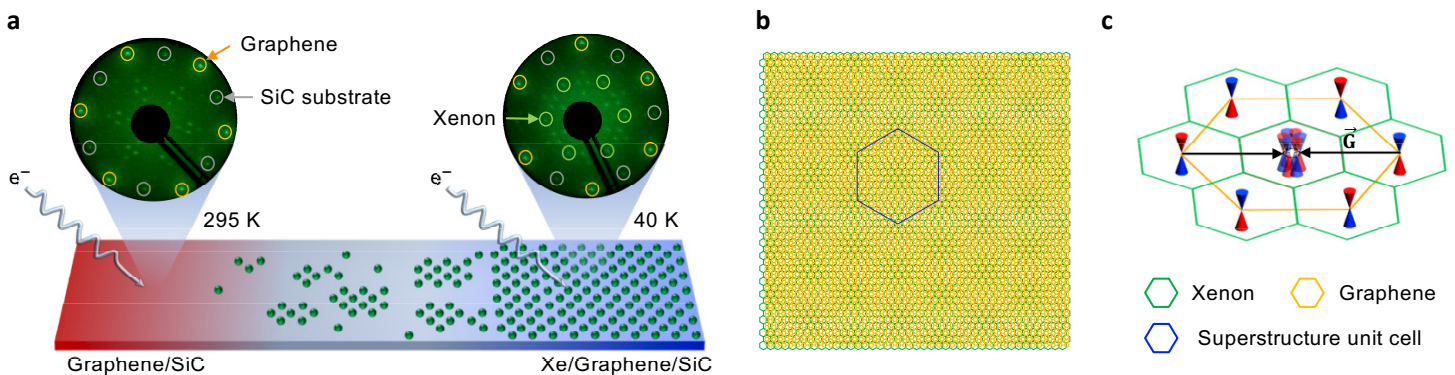 a
b
c
Graphene
SiC substrate
Xenon
e⁻
295 K
e⁻
40 K
Graphene/SiC
Xe/Graphene/SiC
G⃗
Xenon
Graphene
Superstructure unit cell